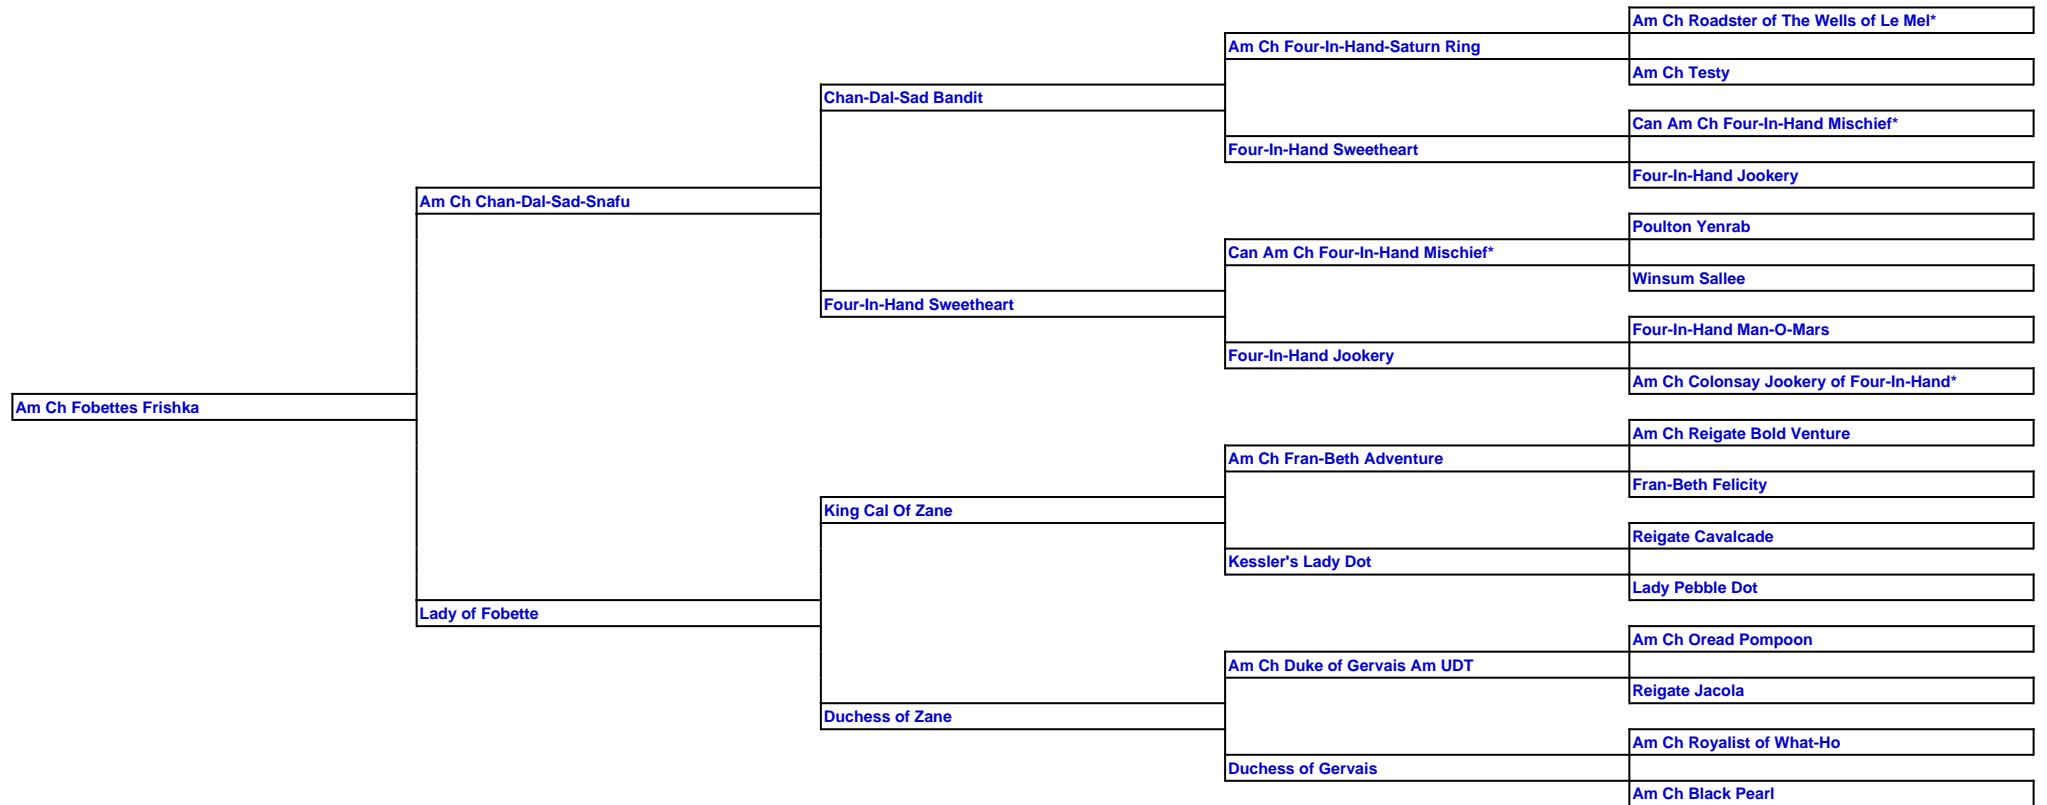 Am Ch Roadster of The Wells of Le Mel*
Am Ch Four-In-Hand-Saturn Ring
Am Ch Testy
Chan-Dal-Sad Bandit
Can Am Ch Four-In-Hand Mischief*
Four-In-Hand Sweetheart
Four-In-Hand Jookery
Am Ch Chan-Dal-Sad-Snafu
Poulton Yenrab
Can Am Ch Four-In-Hand Mischief*
Winsum Sallee
Four-In-Hand Sweetheart
Four-In-Hand Man-O-Mars
Four-In-Hand Jookery
Am Ch Colonsay Jookery of Four-In-Hand*
Am Ch Fobettes Frishka
Am Ch Reigate Bold Venture
Am Ch Fran-Beth Adventure
Fran-Beth Felicity
King Cal Of Zane
Reigate Cavalcade
Kessler's Lady Dot
Lady Pebble Dot
Lady of Fobette
Am Ch Oread Pompoon
Am Ch Duke of Gervais Am UDT
Reigate Jacola
Duchess of Zane
Am Ch Royalist of What-Ho
Duchess of Gervais
Am Ch Black Pearl